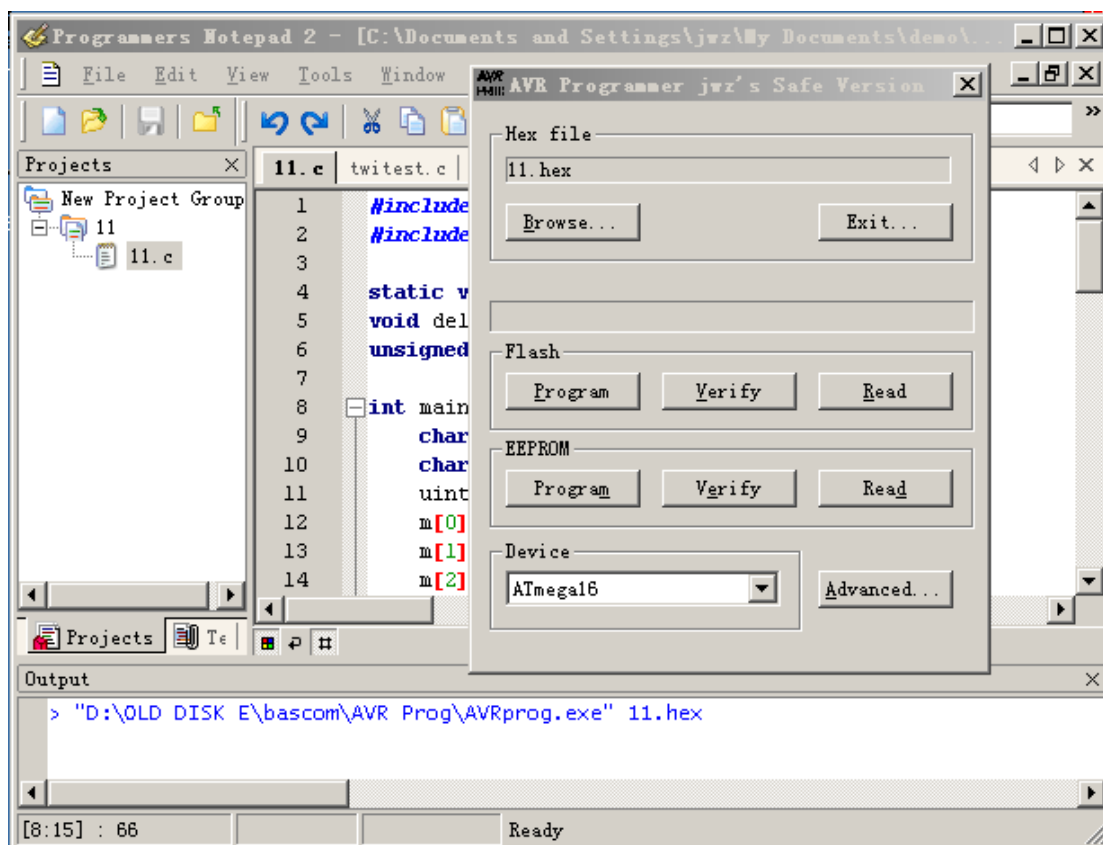 Programmers Notepad 2 - [C:\Documents and Settings\jwz\My Documents\demo\...
File Edit View Tools Window
AVR Programmer jwz's Safe Version
Hex file
11.hex
Browse... Exit...
Flash
Program Verify Read
EEPROM
Program Verify Read
Device
ATmega16 Advanced...
Projects
New Project Group
11
11.c
11.c twitest.c
1 #include
2 #include
3
4 static v
5 void del
6 unsigned
7
8 int main
9 char
10 char
11 uint
12 m[0]
13 m[1]
14 m[2]
Projects Te
Output
> "D:\OLD DISK E\bascom\AVR Prog\AVRprog.exe" 11.hex
[8:15] : 66 Ready